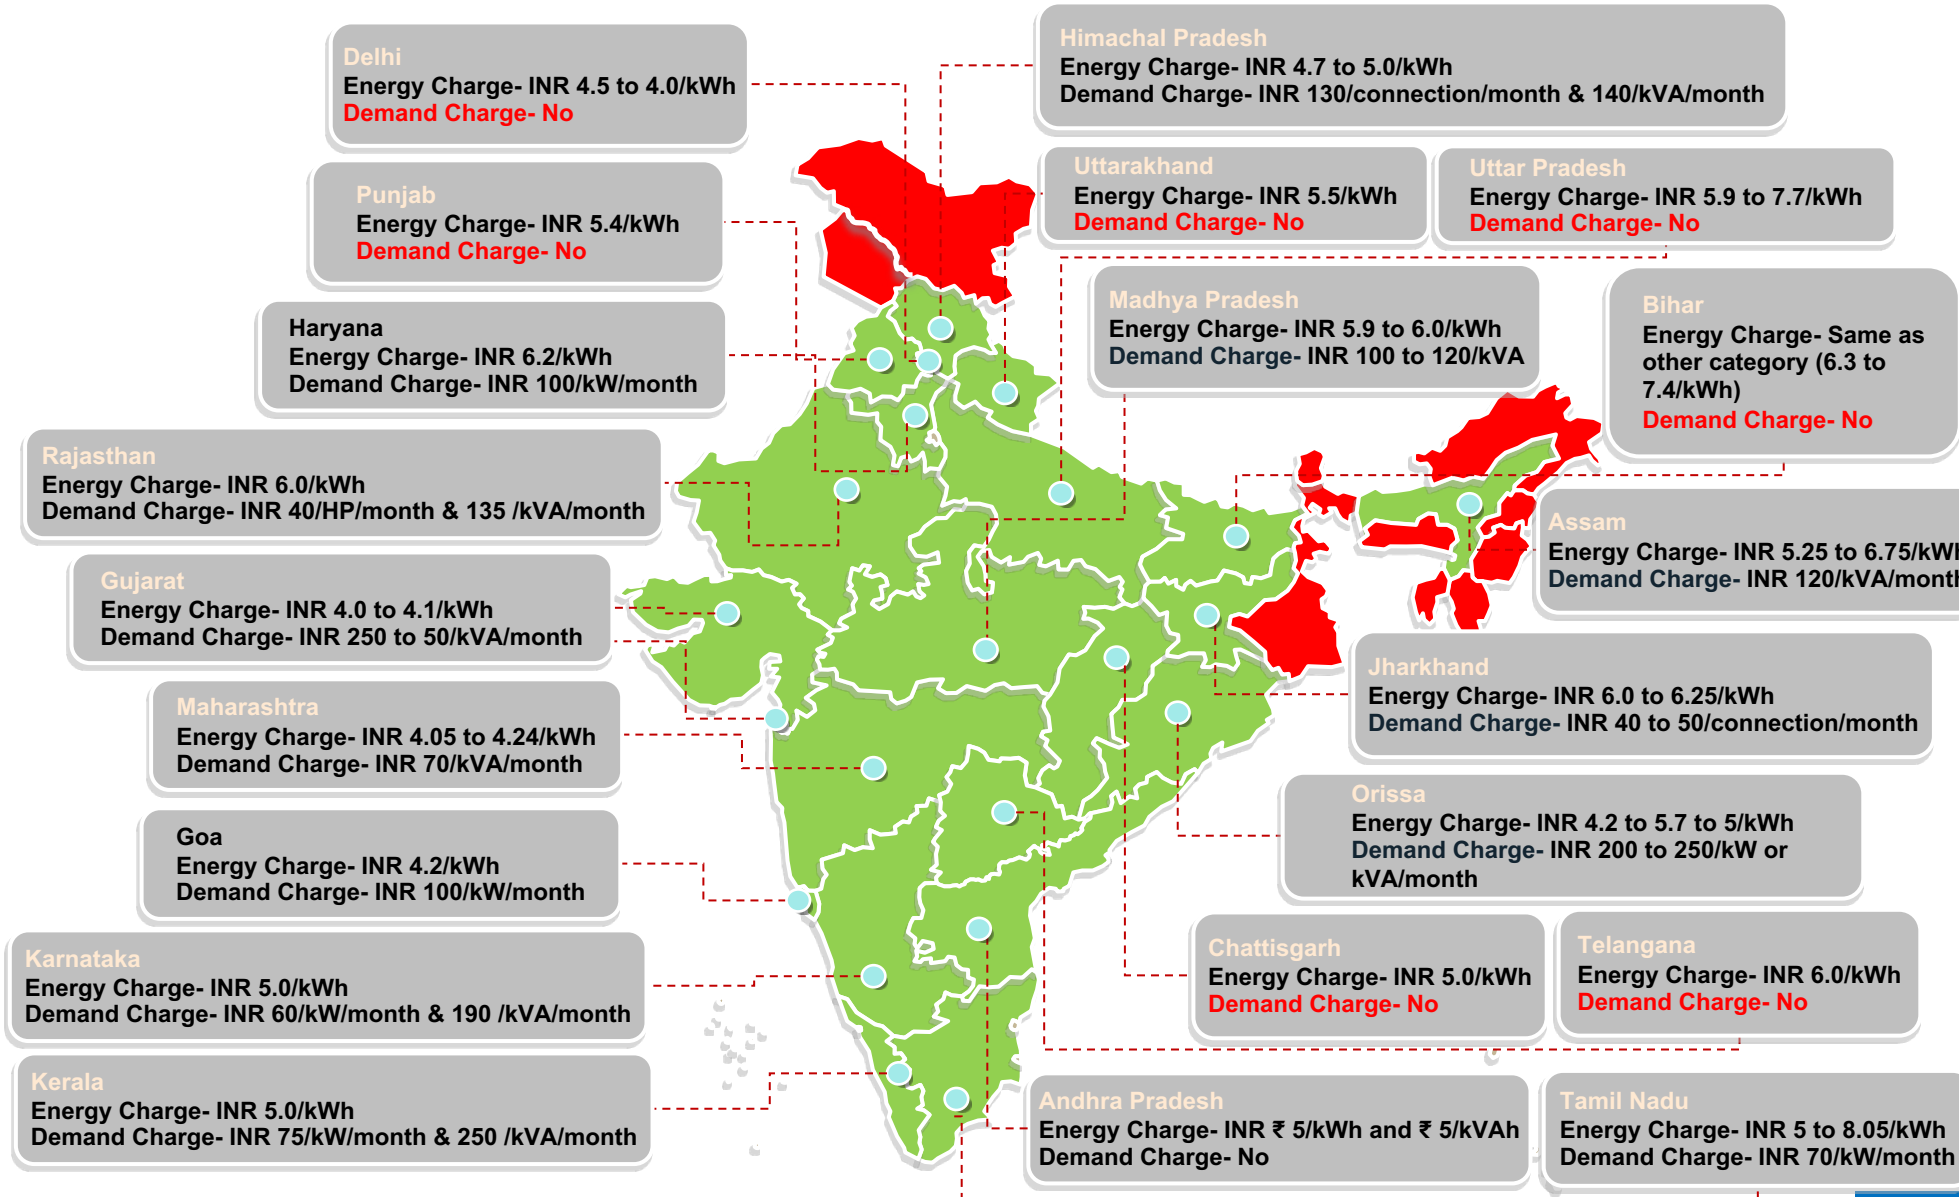 Delhi
Energy Charge- INR 4.5 to 4.0/kWh
Demand Charge- No
Himachal Pradesh
Energy Charge- INR 4.7 to 5.0/kWh
Demand Charge- INR 130/connection/month & 140/kVA/month
Punjab
Energy Charge- INR 5.4/kWh
Demand Charge- No
Uttarakhand
Energy Charge- INR 5.5/kWh
Demand Charge- No
Uttar Pradesh
Energy Charge- INR 5.9 to 7.7/kWh
Demand Charge- No
Haryana
Energy Charge- INR 6.2/kWh
Demand Charge- INR 100/kW/month
Madhya Pradesh
Energy Charge- INR 5.9 to 6.0/kWh
Demand Charge- INR 100 to 120/kVA
Bihar
Energy Charge- Same as
other category (6.3 to
7.4/kWh)
Demand Charge- No
Rajasthan
Energy Charge- INR 6.0/kWh
Demand Charge- INR 40/HP/month & 135 /kVA/month
Assam
Energy Charge- INR 5.25 to 6.75/kWh
Demand Charge- INR 120/kVA/month
Gujarat
Energy Charge- INR 4.0 to 4.1/kWh
Demand Charge- INR 250 to 50/kVA/month
Jharkhand
Energy Charge- INR 6.0 to 6.25/kWh
Demand Charge- INR 40 to 50/connection/month
Maharashtra
Energy Charge- INR 4.05 to 4.24/kWh
Demand Charge- INR 70/kVA/month
Orissa
Energy Charge- INR 4.2 to 5.7 to 5/kWh
Demand Charge- INR 200 to 250/kW or
kVA/month
Goa
Energy Charge- INR 4.2/kWh
Demand Charge- INR 100/kW/month
Chattisgarh
Energy Charge- INR 5.0/kWh
Demand Charge- No
Telangana
Energy Charge- INR 6.0/kWh
Demand Charge- No
Karnataka
Energy Charge- INR 5.0/kWh
Demand Charge- INR 60/kW/month & 190 /kVA/month
Kerala
Energy Charge- INR 5.0/kWh
Demand Charge- INR 75/kW/month & 250 /kVA/month
Andhra Pradesh
Energy Charge- INR ₹ 5/kWh and ₹ 5/kVAh
Demand Charge- No
Tamil Nadu
Energy Charge- INR 5 to 8.05/kWh
Demand Charge- INR 70/kW/month